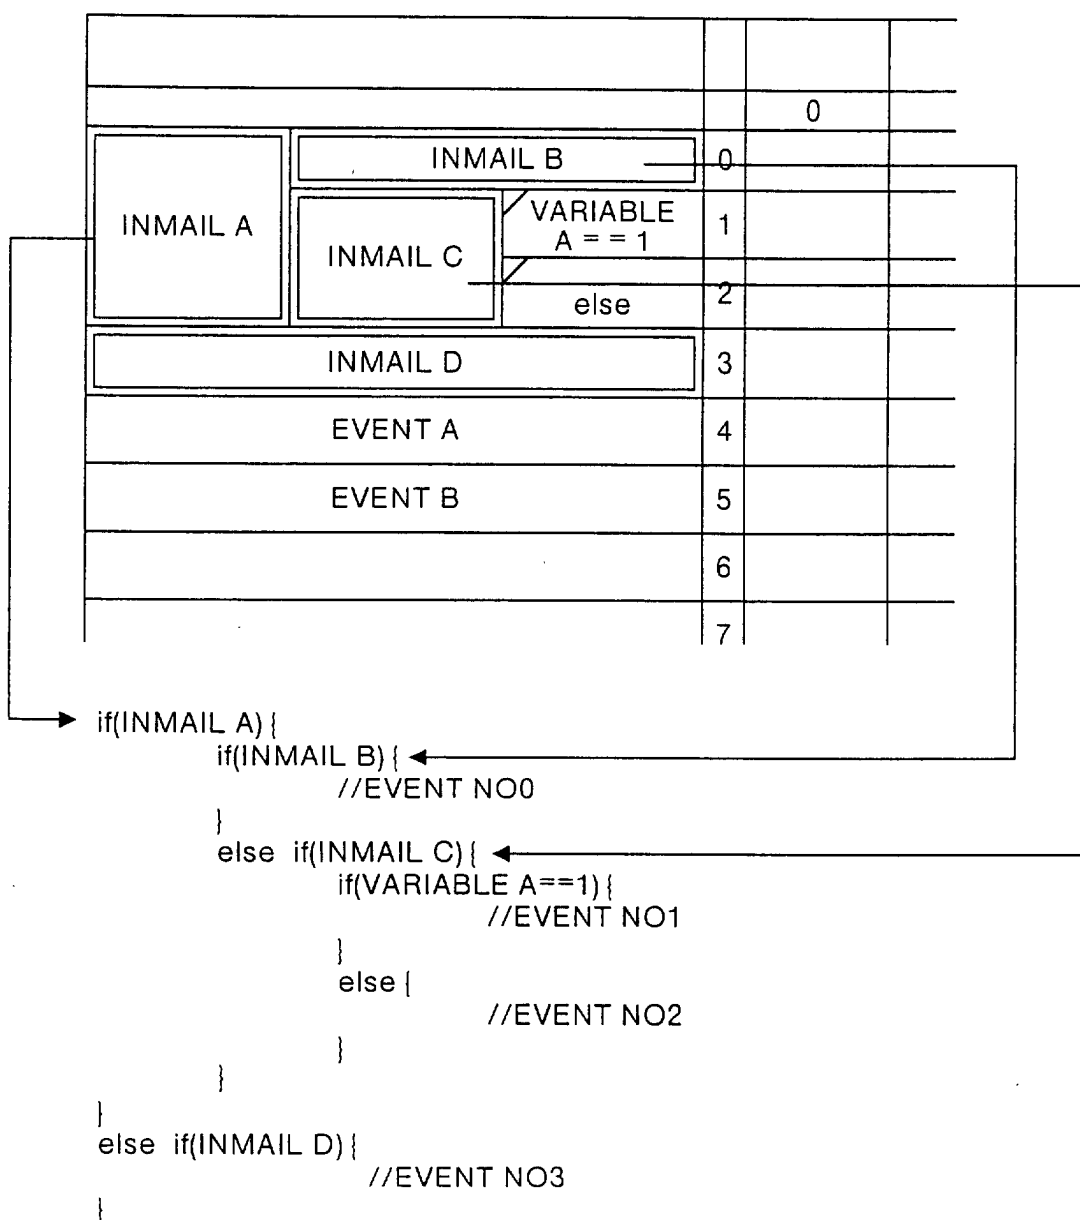 0
INMAIL B 0
INMAIL A
VARIABLE
A = = 1
1
INMAIL C
else 2
INMAIL D 3
EVENT A 4
EVENT B 5
6
7
if(INMAIL A){
if(INMAIL B){
//EVENT NO0
}
else if(INMAIL C){
if(VARIABLE A==1){
//EVENT NO1
}
else{
//EVENT NO2
}
}
}
else if(INMAIL D){
//EVENT NO3
}